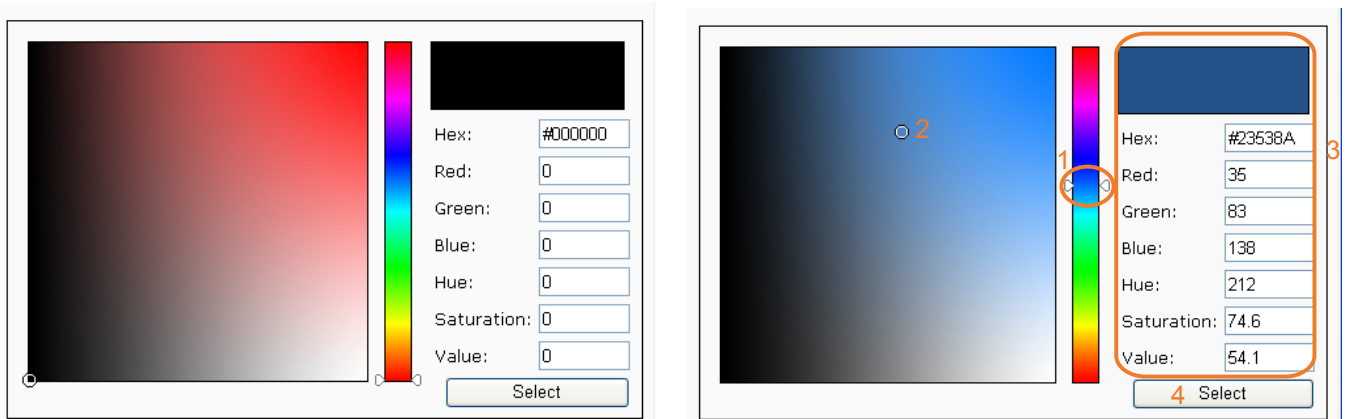 Hex: #000000
Red: 0
Green: 0
Blue: 0
Hue: 0
Saturation: 0
Value: 0
Select
2
1
3
Hex: #23538A
Red: 35
Green: 83
Blue: 138
Hue: 212
Saturation: 74.6
Value: 54.1
4 Select